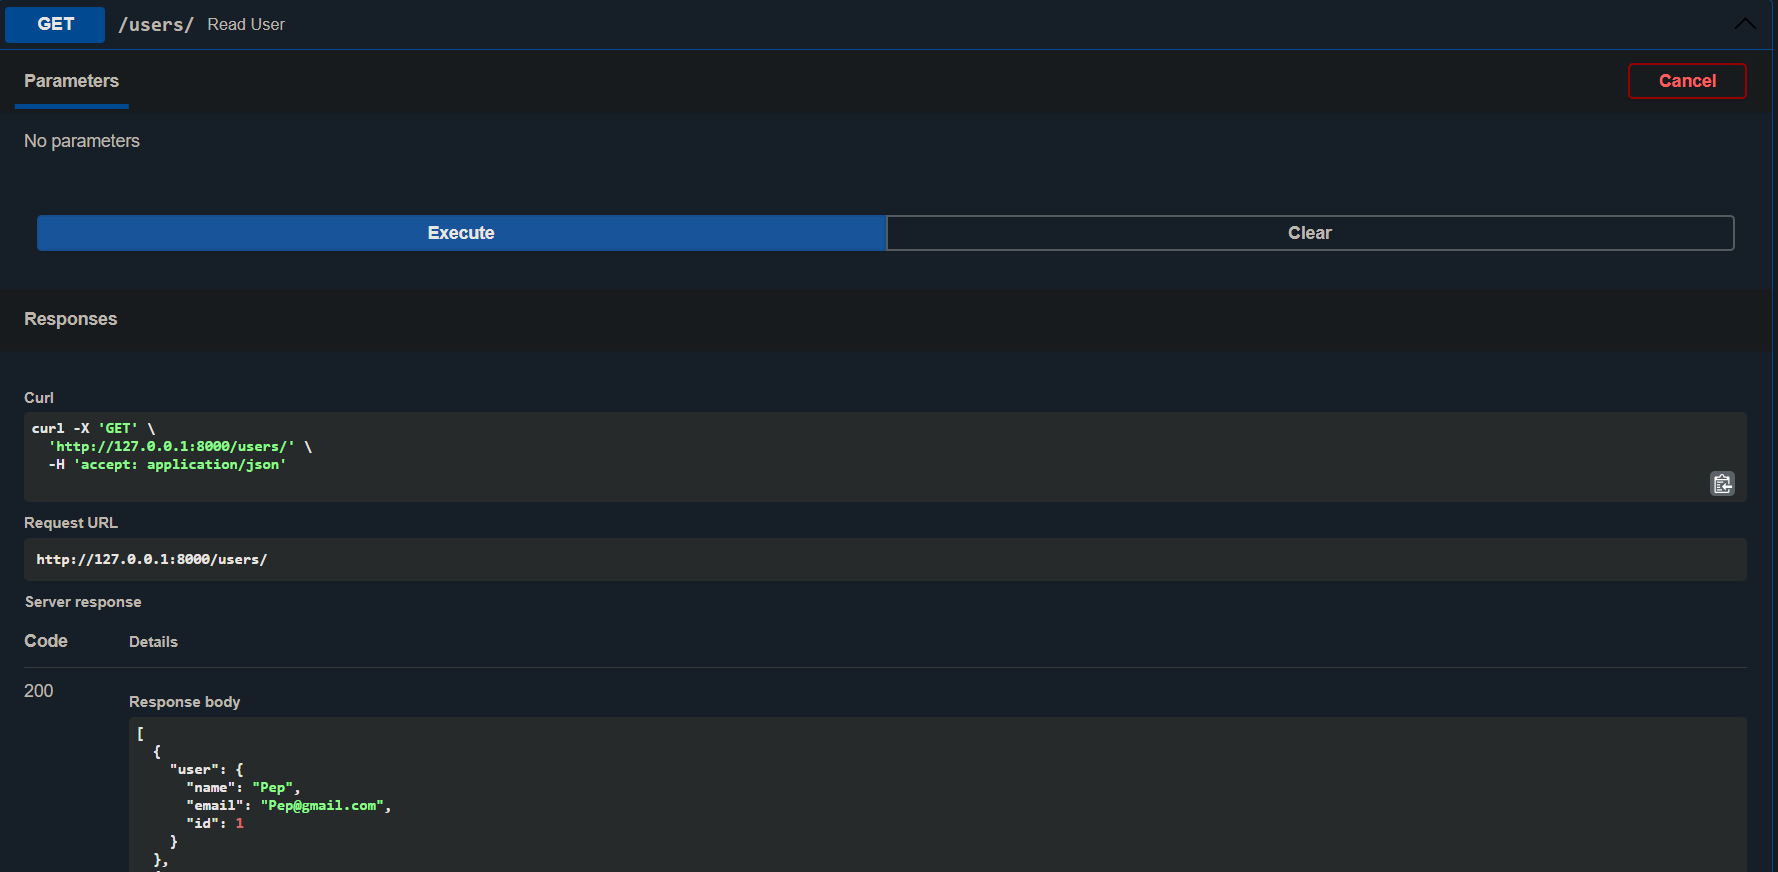 GET /users/ Read User
Parameters
Cancel
No parameters
Execute
Clear
Responses
Curl
curl -X 'GET' \
  'http://127.0.0.1:8000/users/' \
  -H 'accept: application/json'
Request URL
http://127.0.0.1:8000/users/
Server response
Code Details
200
Response body
[
  {
    "user": {
      "name": "Pep",
      "email": "Pep@gmail.com",
      "id": 1
    }
  },